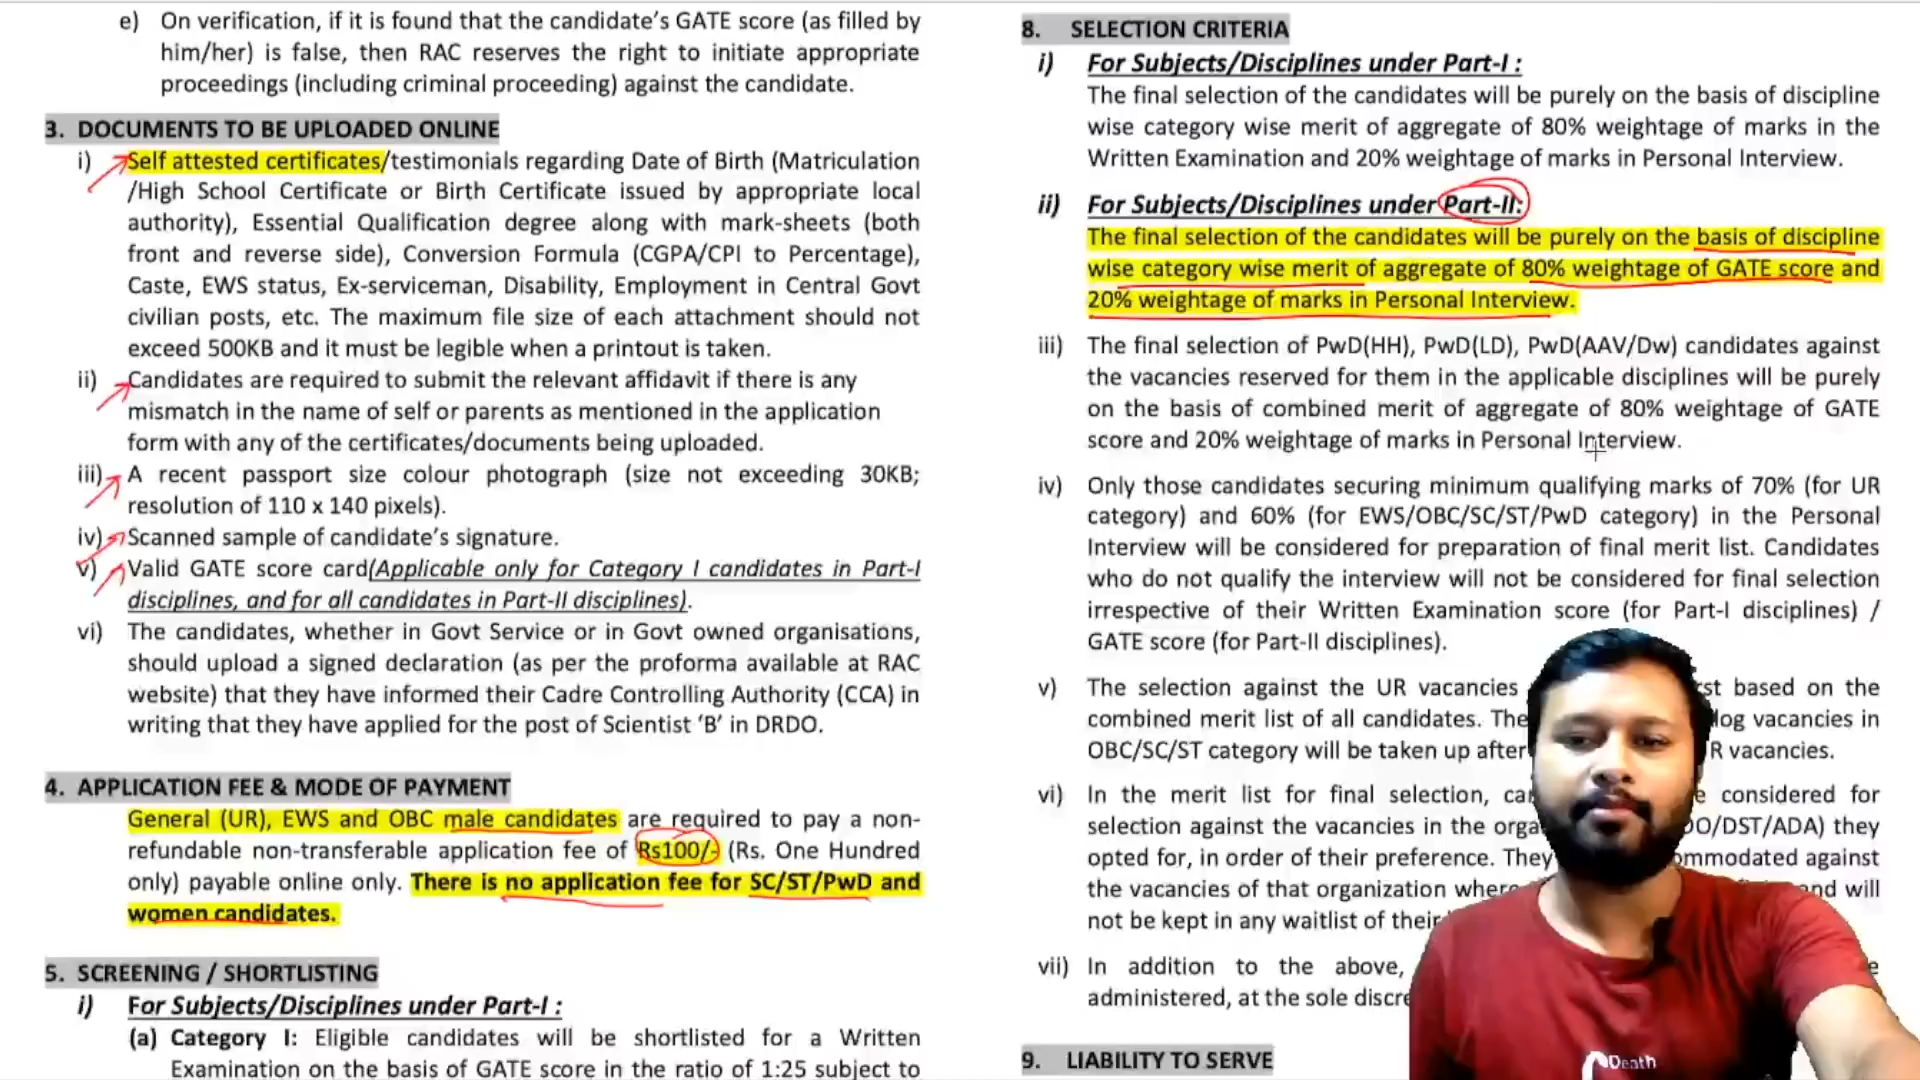 e) On verification, if it is found that the candidate's GATE score (as filled by
him/her) is false, then RAC reserves the right to initiate appropriate
proceedings (including criminal proceeding) against the candidate.
3. DOCUMENTS TO BE UPLOADED ONLINE
i) Self attested certificates/testimonials regarding Date of Birth (Matriculation
/High School Certificate or Birth Certificate issued by appropriate local
authority), Essential Qualification degree along with mark-sheets (both
front and reverse side), Conversion Formula (CGPA/CPI to Percentage),
Caste, EWS status, Ex-serviceman, Disability, Employment in Central Govt
civilian posts, etc. The maximum file size of each attachment should not
exceed 500KB and it must be legible when a printout is taken.
ii) Candidates are required to submit the relevant affidavit if there is any
mismatch in the name of self or parents as mentioned in the application
form with any of the certificates/documents being uploaded.
iii) A recent passport size colour photograph (size not exceeding 30KB;
resolution of 110 x 140 pixels).
iv) Scanned sample of candidate's signature.
v) Valid GATE score card(Applicable only for Category I candidates in Part-I
disciplines, and for all candidates in Part-II disciplines).
vi) The candidates, whether in Govt Service or in Govt owned organisations,
should upload a signed declaration (as per the proforma available at RAC
website) that they have informed their Cadre Controlling Authority (CCA) in
writing that they have applied for the post of Scientist 'B' in DRDO.
4. APPLICATION FEE & MODE OF PAYMENT
General (UR), EWS and OBC male candidates are required to pay a non-
refundable non-transferable application fee of Rs100/- (Rs. One Hundred
only) payable online only. There is no application fee for SC/ST/PwD and
women candidates.
5. SCREENING / SHORTLISTING
i) For Subjects/Disciplines under Part-I :
(a) Category I: Eligible candidates will be shortlisted for a Written
Examination on the basis of GATE score in the ratio of 1:25 subject to
8. SELECTION CRITERIA
i) For Subjects/Disciplines under Part-I :
The final selection of the candidates will be purely on the basis of discipline
wise category wise merit of aggregate of 80% weightage of marks in the
Written Examination and 20% weightage of marks in Personal Interview.
ii) For Subjects/Disciplines under Part-II:
The final selection of the candidates will be purely on the basis of discipline
wise category wise merit of aggregate of 80% weightage of GATE score and
20% weightage of marks in Personal Interview.
iii) The final selection of PwD(HH), PwD(LD), PwD(AAV/Dw) candidates against
the vacancies reserved for them in the applicable disciplines will be purely
on the basis of combined merit of aggregate of 80% weightage of GATE
score and 20% weightage of marks in Personal Interview.
iv) Only those candidates securing minimum qualifying marks of 70% (for UR
category) and 60% (for EWS/OBC/SC/ST/PwD category) in the Personal
Interview will be considered for preparation of final merit list. Candidates
who do not qualify the interview will not be considered for final selection
irrespective of their Written Examination score (for Part-I disciplines) /
GATE score (for Part-II disciplines).
v) The selection against the UR vacancies based on the
combined merit list of all candidates. The vacancies in
OBC/SC/ST category will be taken up after vacancies.
vi) In the merit list for final selection, considered for
selection against the vacancies in the they
opted for, in order of their preference. They against
the vacancies of that organization where and will
not be kept in any waitlist of their
vii) In addition to the above,
administered, at the sole
9. LIABILITY TO SERVE
Death